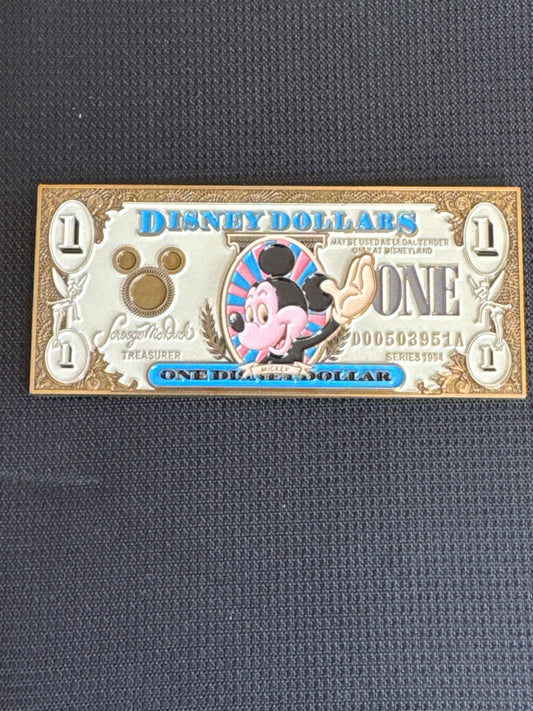 1
DISNEY DOLLARS
1
MAY BE USED AS LEGAL TENDER
ONLY AT DISNEYLAND
ONE
Scrooge McDuck
TREASURER
D00503951A
SERIES 1994
1
MICKEY
ONE DISNEY DOLLAR
1